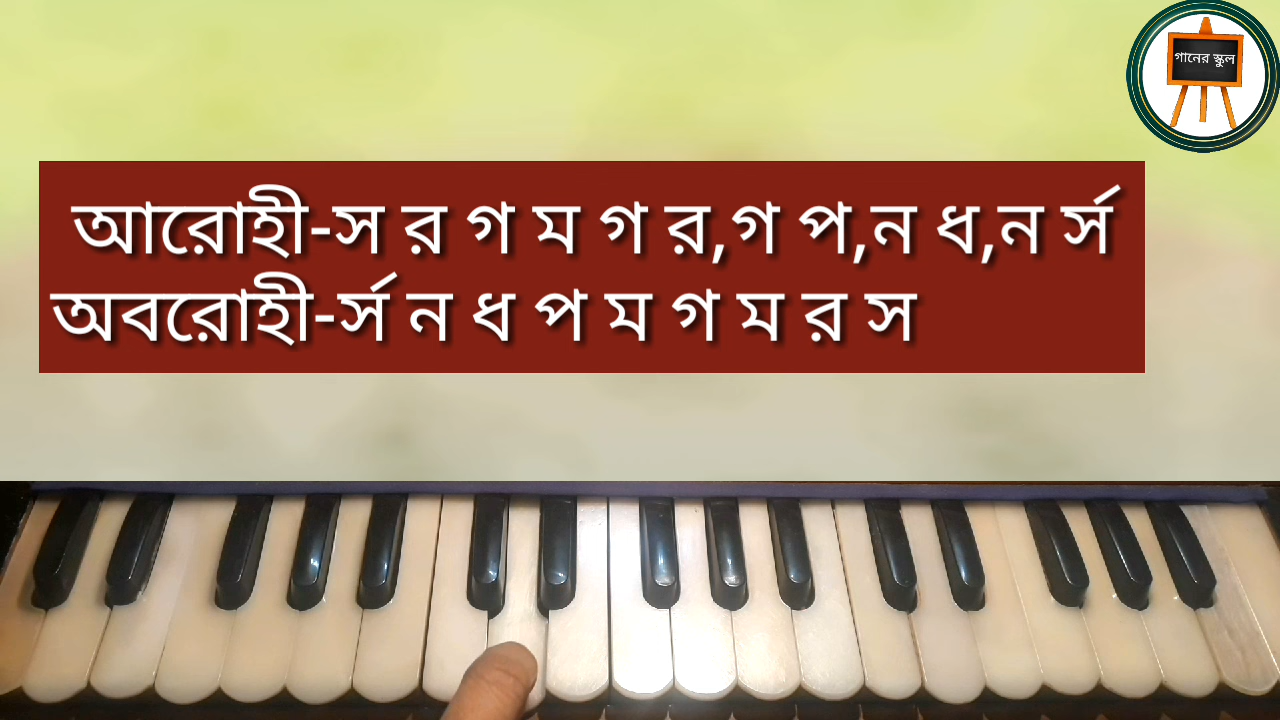 গানের স্কুল
আরোহী-স র গ ম গ র,গ প,ন ধ,ন র্স
অবরোহী-র্স ন ধ প ম গ ম র স